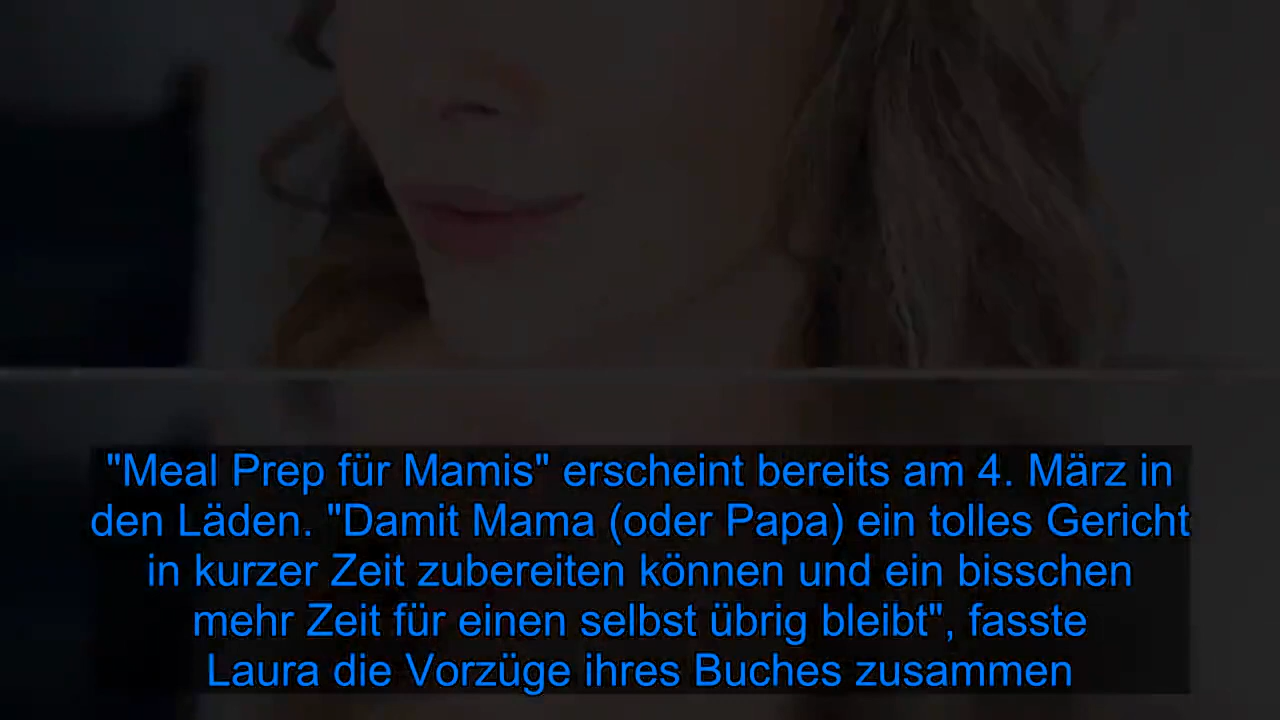 "Meal Prep für Mamis" erscheint bereits am 4. März in
den Läden. "Damit Mama (oder Papa) ein tolles Gericht
in kurzer Zeit zubereiten können und ein bisschen
mehr Zeit für einen selbst übrig bleibt", fasste
Laura die Vorzüge ihres Buches zusammen